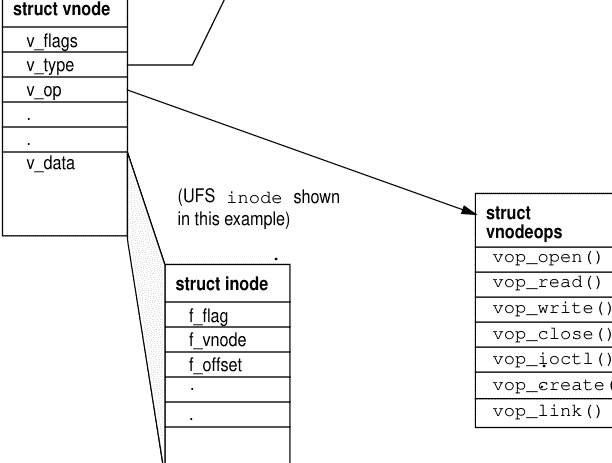 struct vnode
v_flags
v_type
v_op
.
.
v_data
(UFS inode shown
in this example)
.
struct inode
f_flag
f_vnode
f_offset
.
.
struct
vnodeops
vop_open()
vop_read()
vop_write()
vop_close()
vop_ioctl()
vop_create(
vop_link()